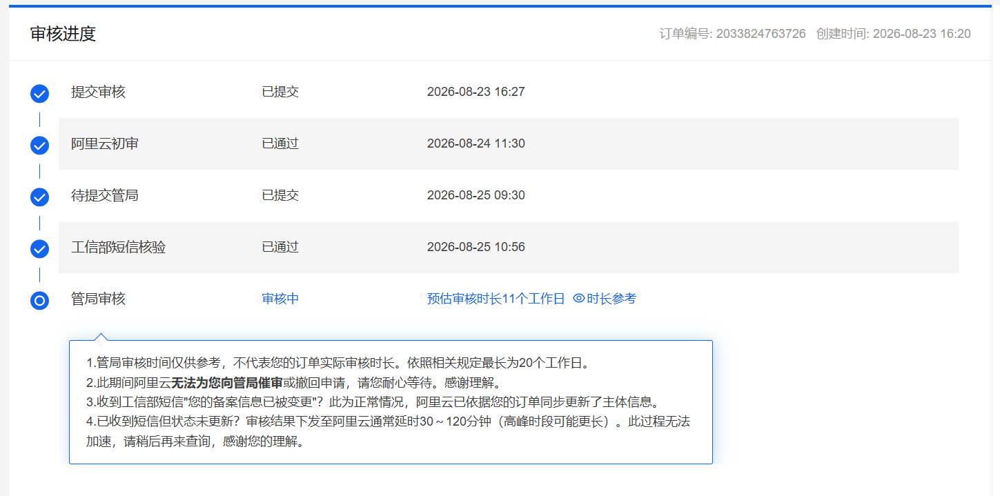 审核进度
订单编号: 2033824763726 创建时间: 2026-08-23 16:20
提交审核 已提交 2026-08-23 16:27
阿里云初审 已通过 2026-08-24 11:30
待提交管局 已提交 2026-08-25 09:30
工信部短信核验 已通过 2026-08-25 10:56
管局审核 审核中 预估审核时长11个工作日 时长参考
1.管局审核时间仅供参考，不代表您的订单实际审核时长。依照相关规定最长为20个工作日。
2.此期间阿里云无法为您向管局催审或撤回申请，请您耐心等待。感谢理解。
3.收到工信部短信"您的备案信息已被变更"？此为正常情况，阿里云已依据您的订单同步更新了主体信息。
4.已收到短信但状态未更新？审核结果下发至阿里云通常延时30～120分钟（高峰时段可能更长）。此过程无法
加速，请稍后再来查询，感谢您的理解。